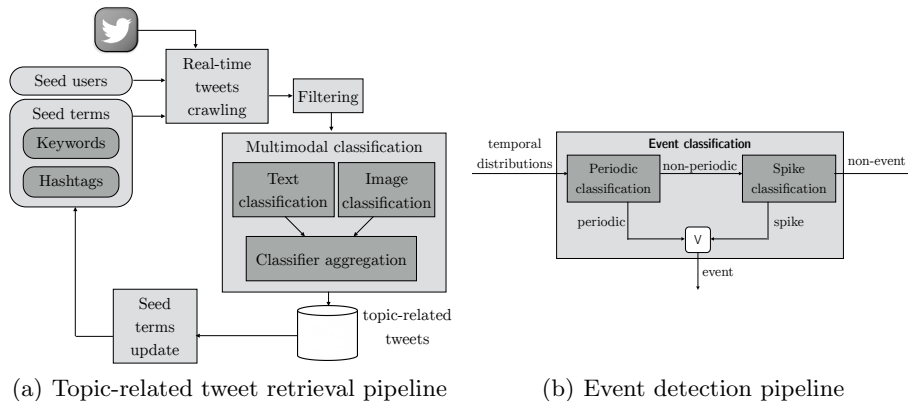 Real-time
tweets
crawling
Seed users
Seed terms
Keywords
Hashtags
Filtering
Multimodal classification
Text
classification
Image
classification
Classifier aggregation
topic-related
tweets
Seed
terms
update
(a) Topic-related tweet retrieval pipeline
Event classification
temporal
distributions
Periodic
classification
non-periodic
Spike
classification
non-event
periodic
spike
V
event
(b) Event detection pipeline